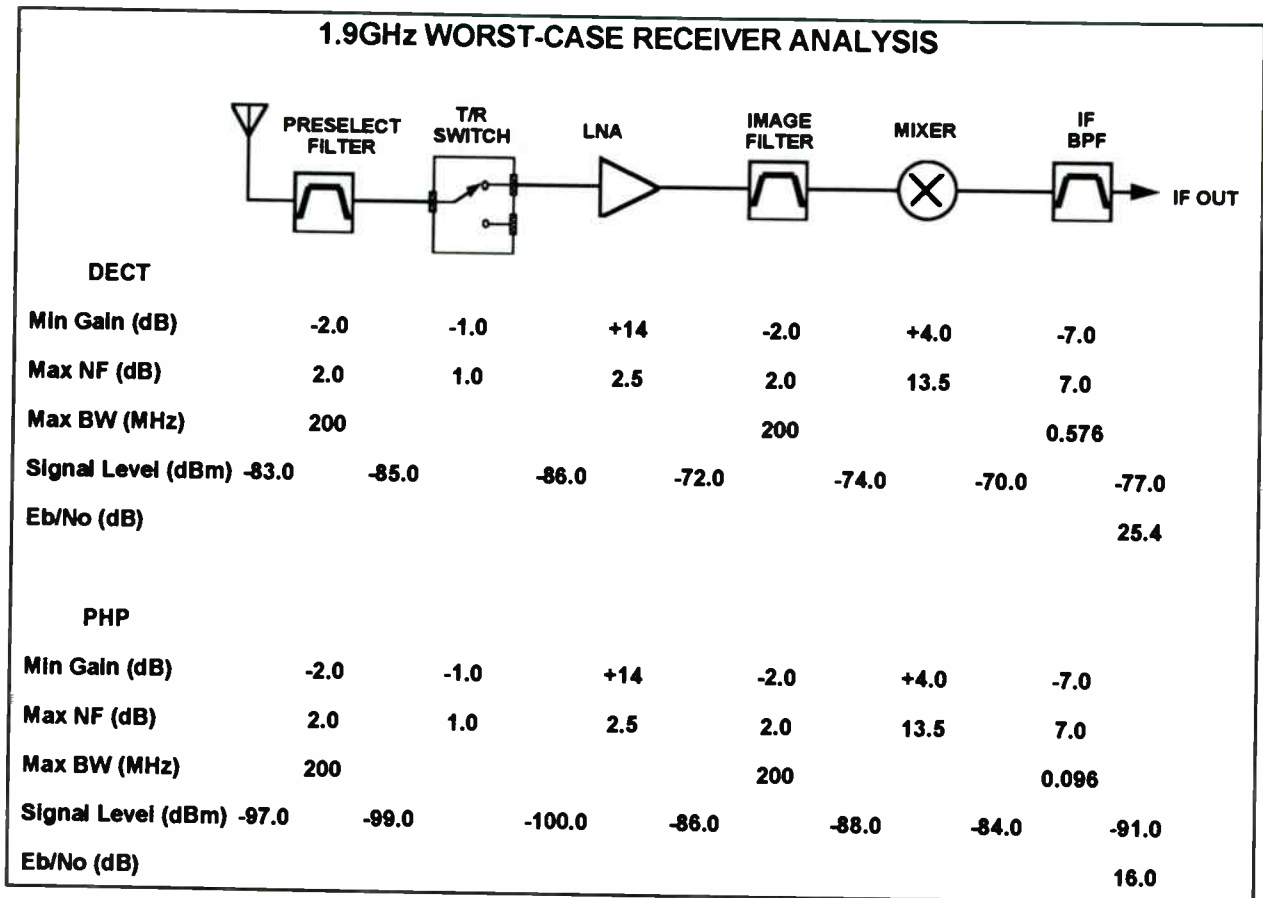 1.9GHz WORST-CASE RECEIVER ANALYSIS
PRESELECT FILTER
T/R SWITCH
LNA
IMAGE FILTER
MIXER
IF BPF
IF OUT
DECT
Min Gain (dB) -2.0 -1.0 +14 -2.0 +4.0 -7.0
Max NF (dB) 2.0 1.0 2.5 2.0 13.5 7.0
Max BW (MHz) 200 200 0.576
Signal Level (dBm) -83.0 -85.0 -86.0 -72.0 -74.0 -70.0 -77.0
Eb/No (dB) 25.4
PHP
Min Gain (dB) -2.0 -1.0 +14 -2.0 +4.0 -7.0
Max NF (dB) 2.0 1.0 2.5 2.0 13.5 7.0
Max BW (MHz) 200 200 0.096
Signal Level (dBm) -97.0 -99.0 -100.0 -86.0 -88.0 -84.0 -91.0
Eb/No (dB) 16.0